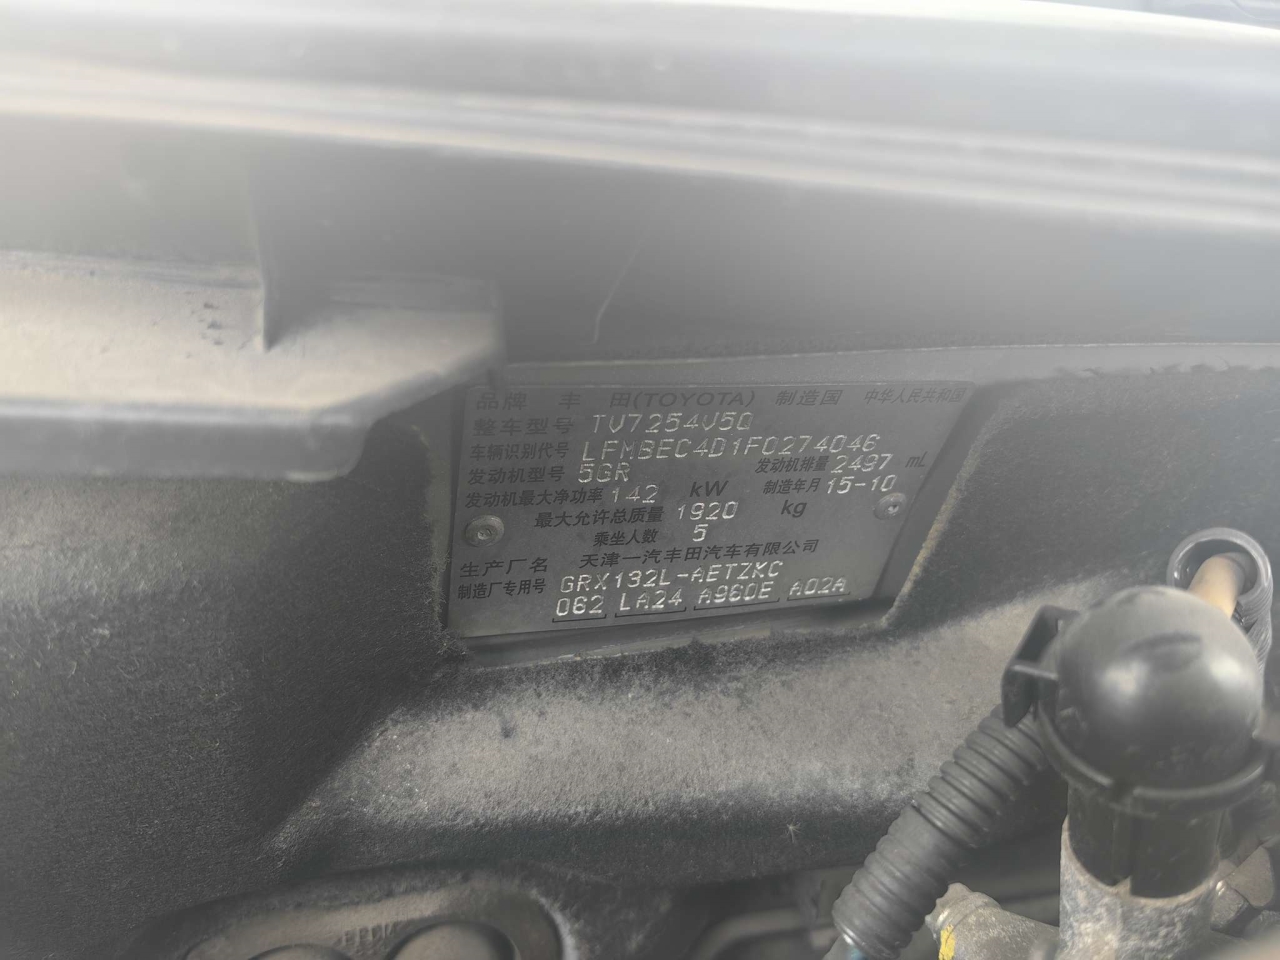 品牌 丰田(TOYOTA) 制造国 中华人民共和国
整车型号 TV7254V5Q
车辆识别代号 LFMBEC4D1F0274046
发动机型号 5GR 发动机排量 2497 mL
发动机最大净功率 142 kW 制造年月 15-10
最大允许总质量 1920 kg
乘坐人数 5
生产厂名 天津一汽丰田汽车有限公司
制造厂专用号 GRX132L-AETZKC
062 LA24 A960E A02A